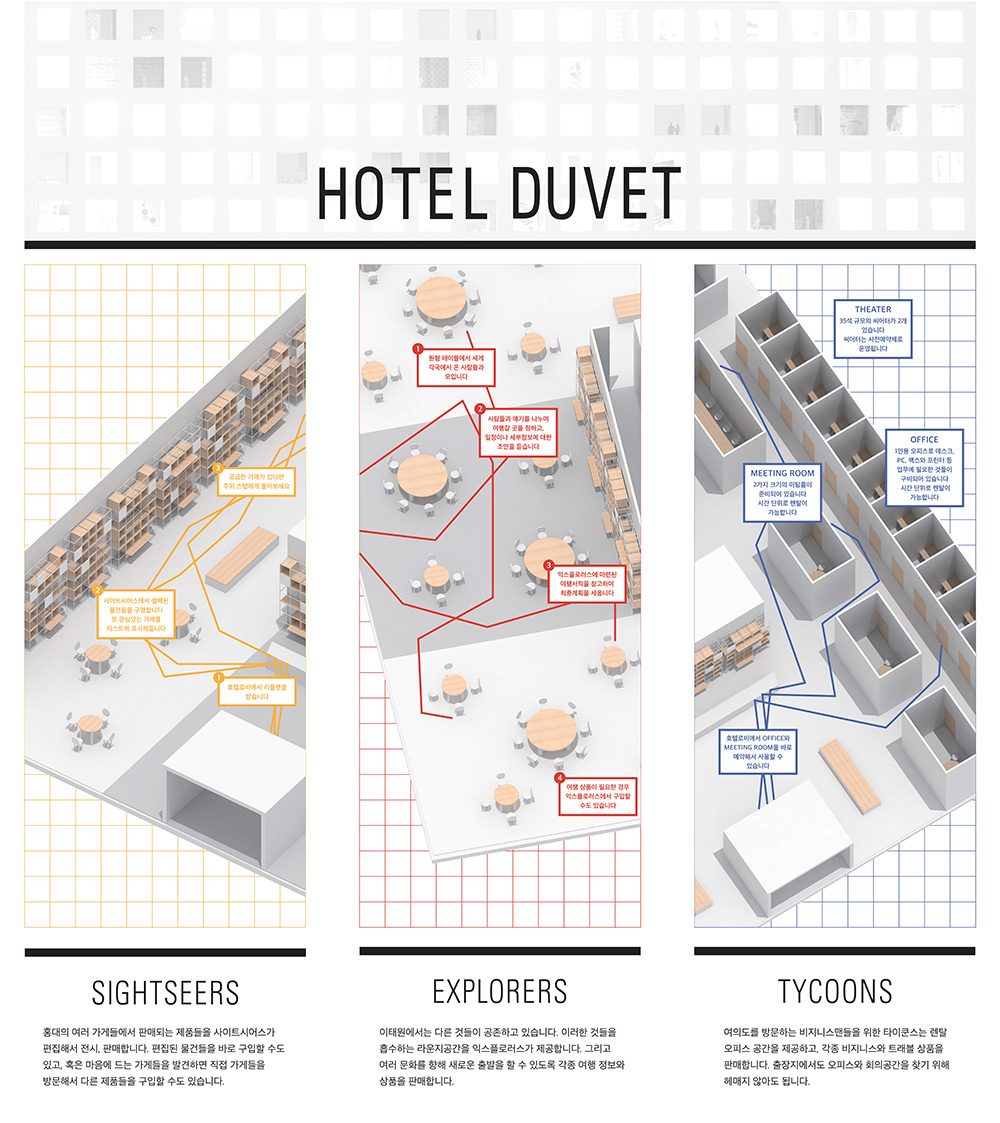 HOTEL DUVET
1
원형 테이블에서 세계
각국에서 온 사람들과
모입니다
2
사람들과 얘기를 나누며
여행갈 곳을 정하고,
일정이나 세부정보에 대한
조언을 듣습니다
3
익스플로러스에 마련된
여행서적을 참고하며
최종계획을 세웁니다
4
여행 상품이 필요한 경우
익스플로러스에서 구입할
수도 있습니다
3
궁금한 가게가 있다면
주위 스탭에게 물어보세요
2
사이트시어스에서 셀렉된
물건들을 구경합니다
또 관심있는 가게를
리스트에 표시해둡니다
1
호텔로비에서 리플렛을
받습니다
THEATER
35석 규모의 씨어터가 2개
있습니다
씨어터는 사전예약제로
운영됩니다
OFFICE
1인용 오피스로 데스크,
PC, 팩스와 프린터 등
업무에 필요한 것들이
구비되어 있습니다
시간 단위로 렌탈이
가능합니다
MEETING ROOM
2가지 크기의 미팅룸이
준비되어 있습니다
시간 단위로 렌탈이
가능합니다
호텔로비에서 OFFICE와
MEETING ROOM을 바로
예약해서 사용할 수
있습니다
SIGHTSEERS
홍대의 여러 가게들에서 판매되는 제품들을 사이트시어스가
편집해서 전시, 판매합니다. 편집된 물건들을 바로 구입할 수도
있고, 혹은 마음에 드는 가게들을 발견하면 직접 가게들을
방문해서 다른 제품들을 구입할 수도 있습니다.
EXPLORERS
이태원에서는 다른 것들이 공존하고 있습니다. 이러한 것들을
흡수하는 라운지공간을 익스플로러스가 제공합니다. 그리고
여러 문화를 향해 새로운 출발을 할 수 있도록 각종 여행 정보와
상품을 판매합니다.
TYCOONS
여의도를 방문하는 비지니스맨들을 위한 타이쿤스는 렌탈
오피스 공간을 제공하고, 각종 비지니스와 트래블 상품을
판매합니다. 출장지에서도 오피스와 회의공간을 찾기 위해
헤매지 않아도 됩니다.